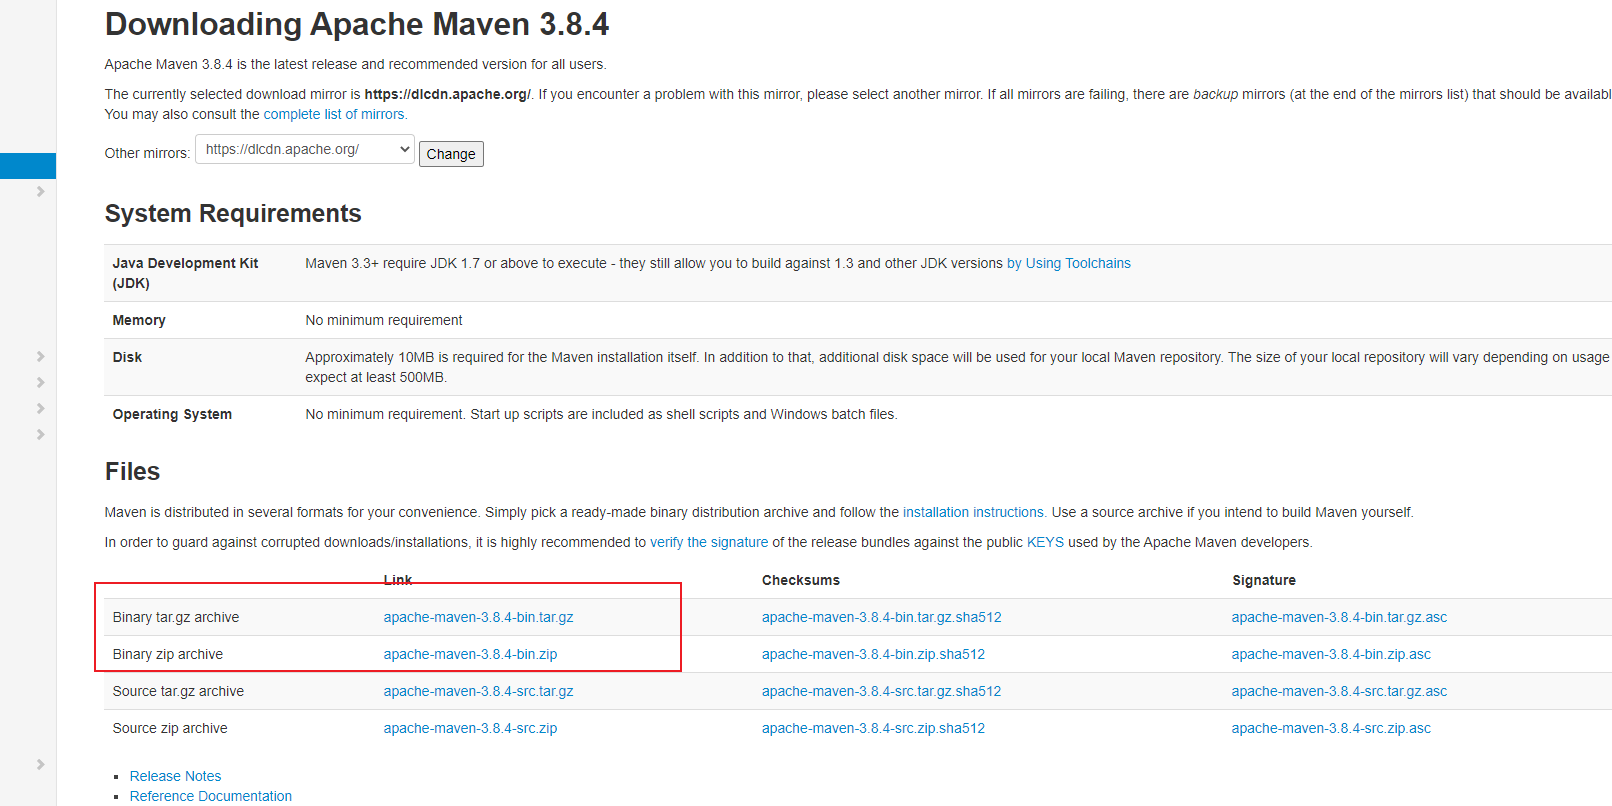 Downloading Apache Maven 3.8.4
Apache Maven 3.8.4 is the latest release and recommended version for all users.
The currently selected download mirror is https://dlcdn.apache.org/. If you encounter a problem with this mirror, please select another mirror. If all mirrors are failing, there are backup mirrors (at the end of the mirrors list) that should be
You may also consult the complete list of mirrors.
Other mirrors: https://dlcdn.apache.org/ Change
System Requirements
Java Development Kit Maven 3.3+ require JDK 1.7 or above to execute - they still allow you to build against 1.3 and other JDK versions by Using Toolchains
(JDK)
Memory No minimum requirement
Disk Approximately 10MB is required for the Maven installation itself. In addition to that, additional disk space will be used for your local Maven repository. The size of your local repository will vary depending on usage
expect at least 500MB.
Operating System No minimum requirement. Start up scripts are included as shell scripts and Windows batch files.
Files
Maven is distributed in several formats for your convenience. Simply pick a ready-made binary distribution archive and follow the installation instructions. Use a source archive if you intend to build Maven yourself.
In order to guard against corrupted downloads/installations, it is highly recommended to verify the signature of the release bundles against the public KEYS used by the Apache Maven developers.
Link Checksums Signature
Binary tar.gz archive apache-maven-3.8.4-bin.tar.gz apache-maven-3.8.4-bin.tar.gz.sha512 apache-maven-3.8.4-bin.tar.gz.asc
Binary zip archive apache-maven-3.8.4-bin.zip apache-maven-3.8.4-bin.zip.sha512 apache-maven-3.8.4-bin.zip.asc
Source tar.gz archive apache-maven-3.8.4-src.tar.gz apache-maven-3.8.4-src.tar.gz.sha512 apache-maven-3.8.4-src.tar.gz.asc
Source zip archive apache-maven-3.8.4-src.zip apache-maven-3.8.4-src.zip.sha512 apache-maven-3.8.4-src.zip.asc
Release Notes
Reference Documentation